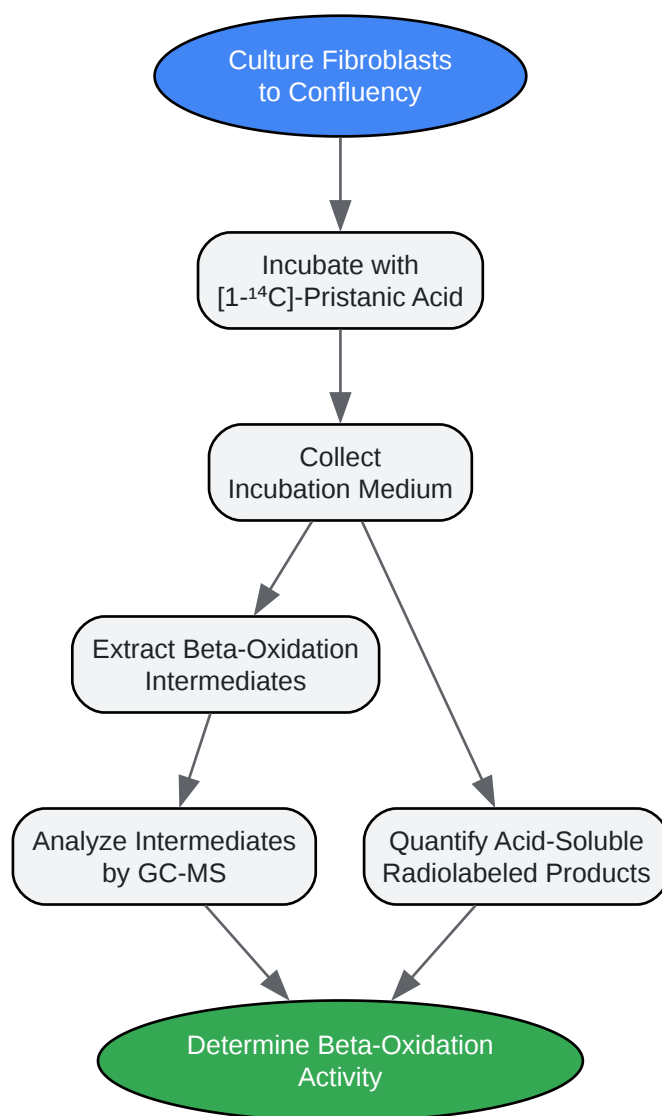 Culture Fibroblasts
to Confluency
Incubate with
[1-¹⁴C]-Pristanic Acid
Collect
Incubation Medium
Extract Beta-Oxidation
Intermediates
Analyze Intermediates
by GC-MS
Quantify Acid-Soluble
Radiolabeled Products
Determine Beta-Oxidation
Activity